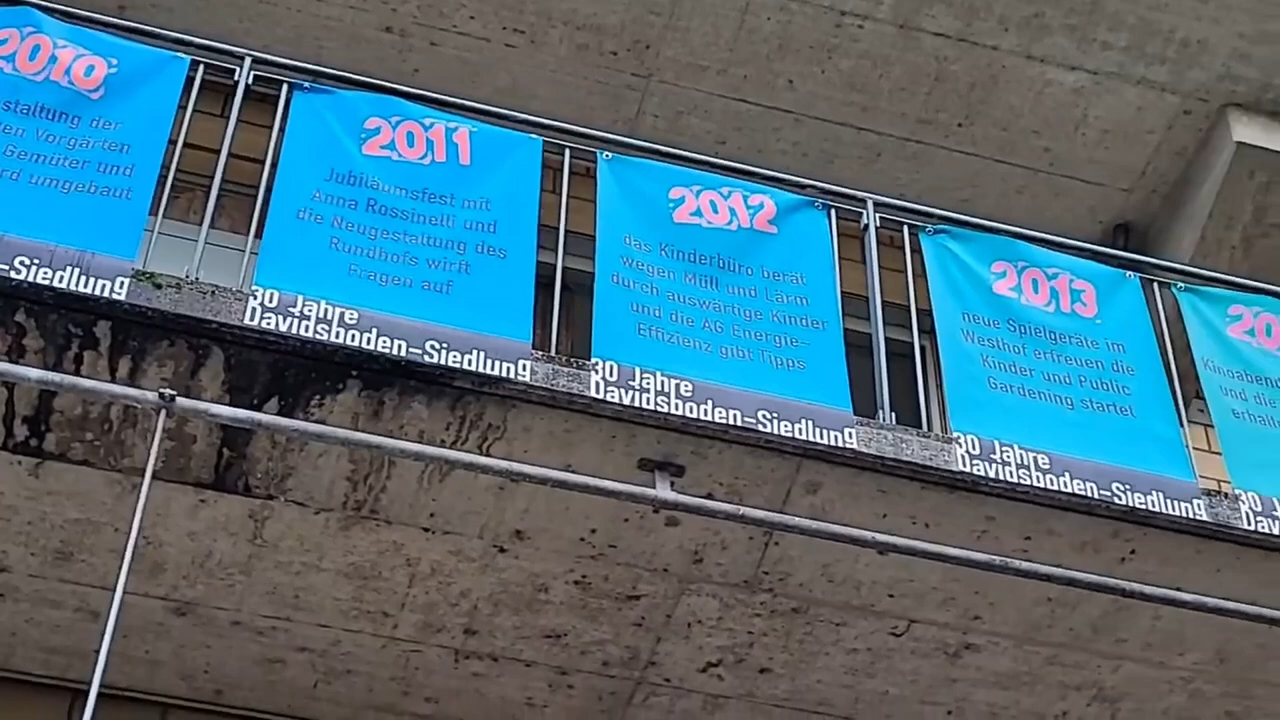 2010
staltung der
Vorgärten
Gemüter und
umgebaut
-Siedlung
2011
Jubiläumsfest mit
Anna Rossinelli und
die Neugestaltung des
Rundhofs wirft
Fragen auf
30 Jahre
Davidsboden-Siedlung
2012
das Kinderbüro berät
wegen Müll und Lärm
durch auswärtige Kinder
und die AG Energie-
Effizienz gibt Tipps
30 Jahre
Davidsboden-Siedlung
2013
neue Spielgeräte im
Westhof erfreuen die
Kinder und Public
Gardening startet
30 Jahre
Davidsboden-Siedlung
20
Kinoabend
und die
erhalt
30 J
Dav